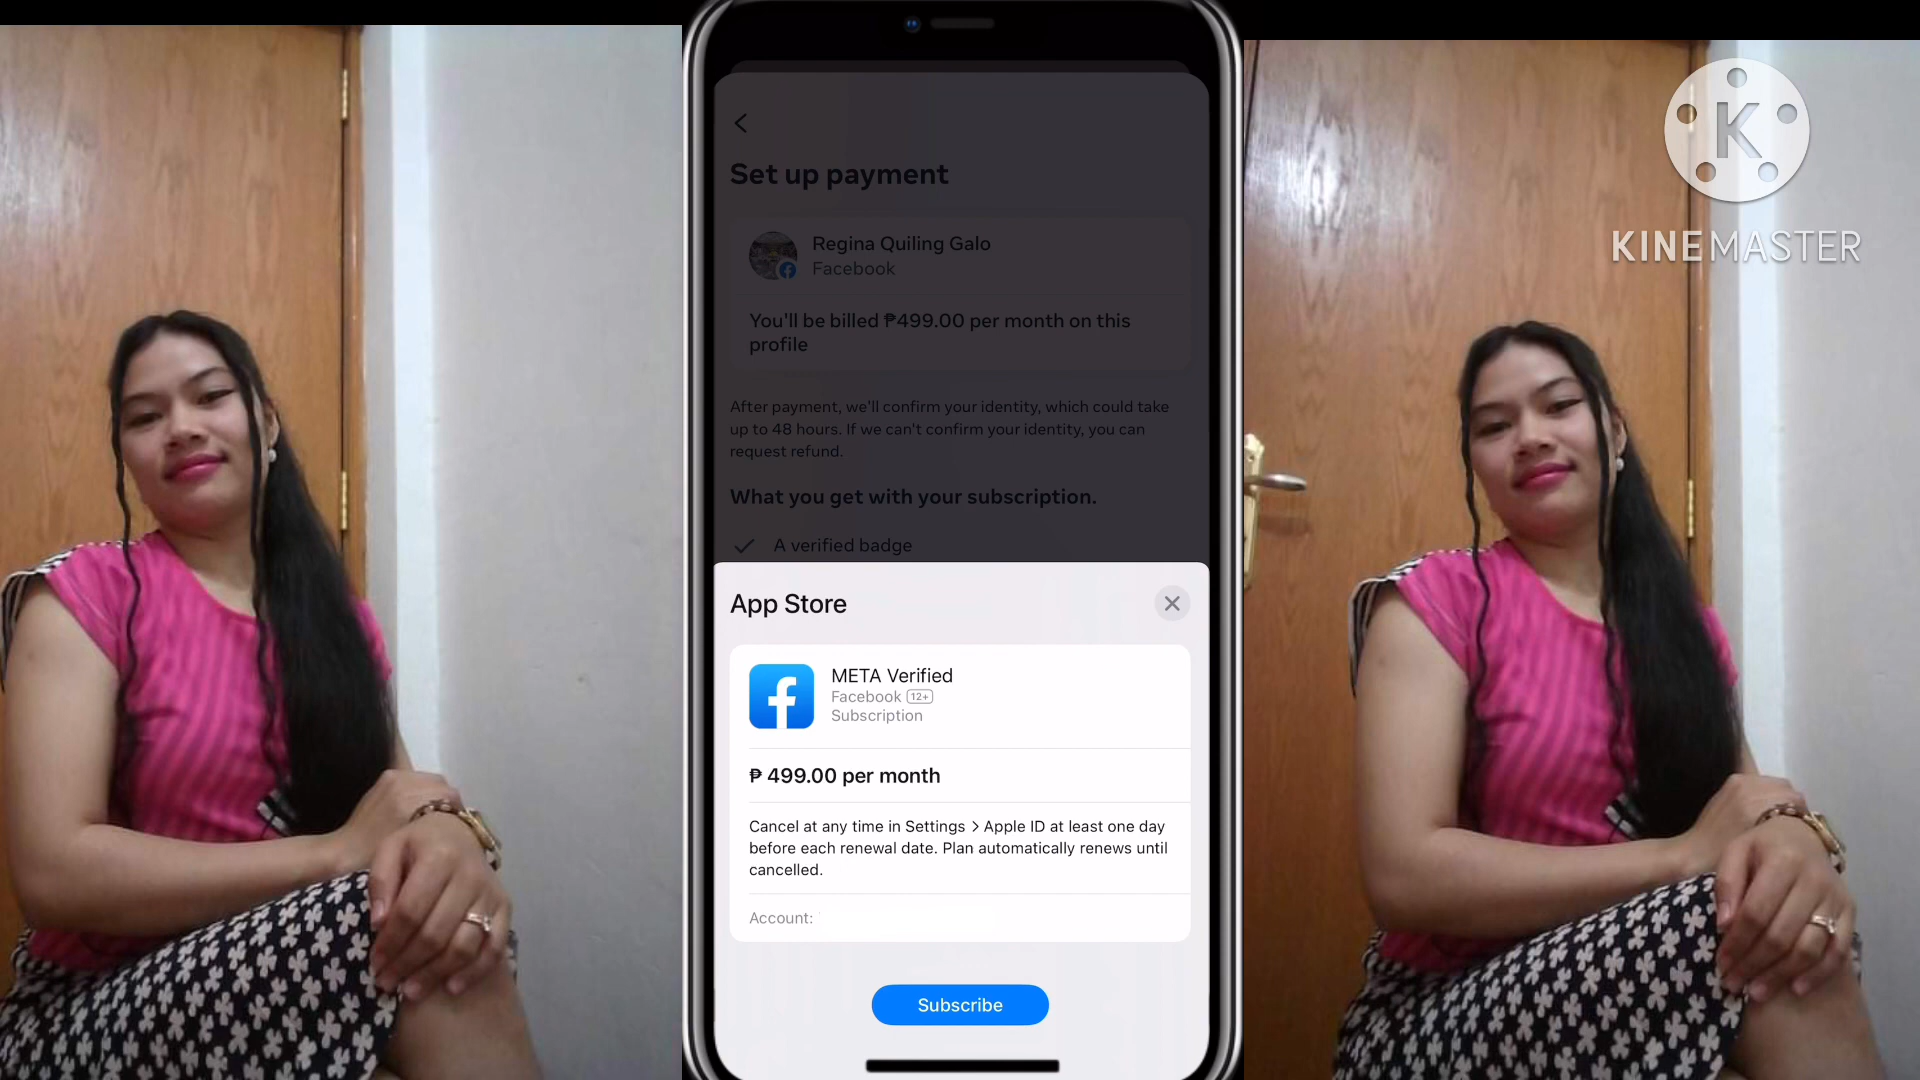 Set up payment
Regina Quiling Galo
Facebook
You'll be billed ₱499.00 per month on this
profile
After payment, we'll confirm your identity, which could take
up to 48 hours. If we can't confirm your identity, you can
request refund.
What you get with your subscription.
A verified badge
App Store
META Verified
Facebook 12+
Subscription
₱ 499.00 per month
Cancel at any time in Settings > Apple ID at least one day
before each renewal date. Plan automatically renews until
cancelled.
Account:
Subscribe
K
KINEMASTER